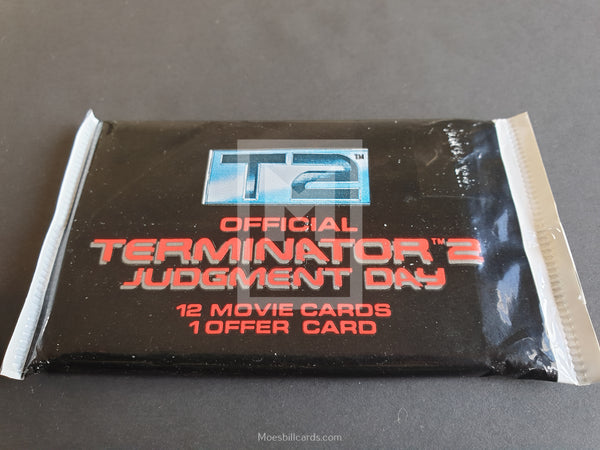 T2™
OFFICIAL
TERMINATOR™2
JUDGMENT DAY
12 MOVIE CARDS
1 OFFER CARD
Moesbillcards.com